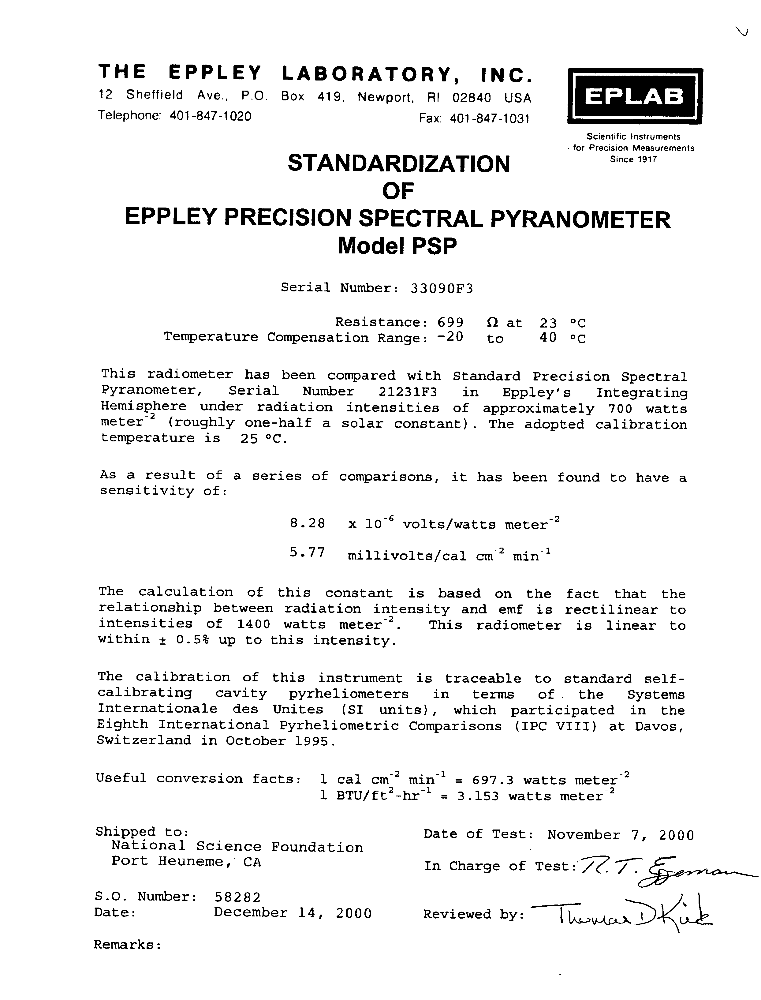 THE EPPLEY LABORATORY, INC.
12 Sheffield Ave., P.O. Box 419, Newport, RI 02840 USA
Telephone: 401-847-1020 Fax: 401-847-1031
EPLAB
Scientific Instruments
for Precision Measurements
Since 1917
STANDARDIZATION
OF
EPPLEY PRECISION SPECTRAL PYRANOMETER
Model PSP
Serial Number: 33090F3
Resistance: 699 Ω at 23 °C
Temperature Compensation Range: -20 to 40 °C
This radiometer has been compared with Standard Precision Spectral
Pyranometer, Serial Number 21231F3 in Eppley's Integrating
Hemisphere under radiation intensities of approximately 700 watts
meter⁻² (roughly one-half a solar constant). The adopted calibration
temperature is 25 °C.
As a result of a series of comparisons, it has been found to have a
sensitivity of:
8.28 x 10⁻⁶ volts/watts meter⁻²
5.77 millivolts/cal cm⁻² min⁻¹
The calculation of this constant is based on the fact that the
relationship between radiation intensity and emf is rectilinear to
intensities of 1400 watts meter⁻². This radiometer is linear to
within ± 0.5% up to this intensity.
The calibration of this instrument is traceable to standard self-
calibrating cavity pyrheliometers in terms of the Systems
Internationale des Unites (SI units), which participated in the
Eighth International Pyrheliometric Comparisons (IPC VIII) at Davos,
Switzerland in October 1995.
Useful conversion facts: 1 cal cm⁻² min⁻¹ = 697.3 watts meter⁻²
1 BTU/ft²-hr⁻¹ = 3.153 watts meter⁻²
Shipped to:
National Science Foundation
Port Heuneme, CA
Date of Test: November 7, 2000
In Charge of Test: R.T.
S.O. Number: 58282
Date: December 14, 2000
Reviewed by: Thomas D Kirk
Remarks: